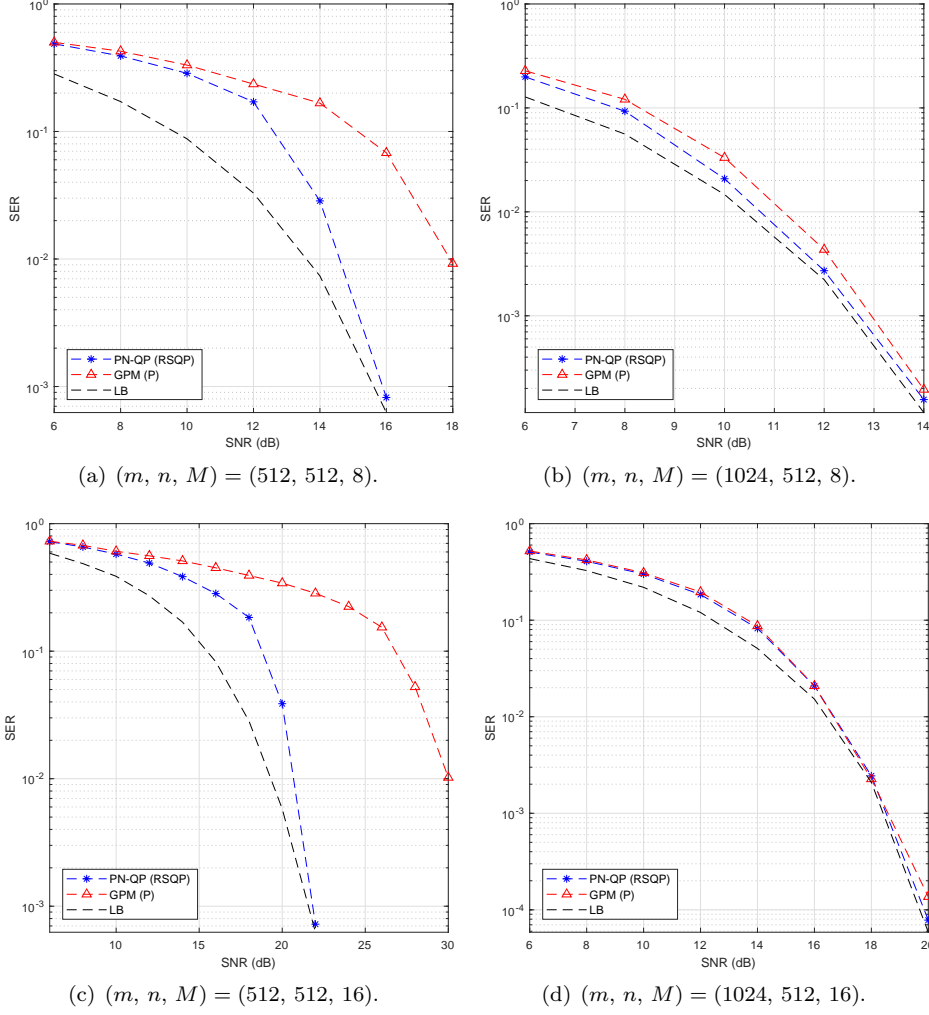 10^0
10^-1
10^-2
10^-3
SER
PN-QP (RSQP)
GPM (P)
LB
6 8 10 12 14 16 18
SNR (dB)
(a) (m, n, M) = (512, 512, 8).
10^0
10^-1
10^-2
10^-3
SER
PN-QP (RSQP)
GPM (P)
LB
6 7 8 9 10 11 12 13 14
SNR (dB)
(b) (m, n, M) = (1024, 512, 8).
10^0
10^-1
10^-2
10^-3
SER
PN-QP (RSQP)
GPM (P)
LB
10 15 20 25 30
SNR (dB)
(c) (m, n, M) = (512, 512, 16).
10^0
10^-1
10^-2
10^-3
10^-4
SER
PN-QP (RSQP)
GPM (P)
LB
6 8 10 12 14 16 18 20
SNR (dB)
(d) (m, n, M) = (1024, 512, 16).